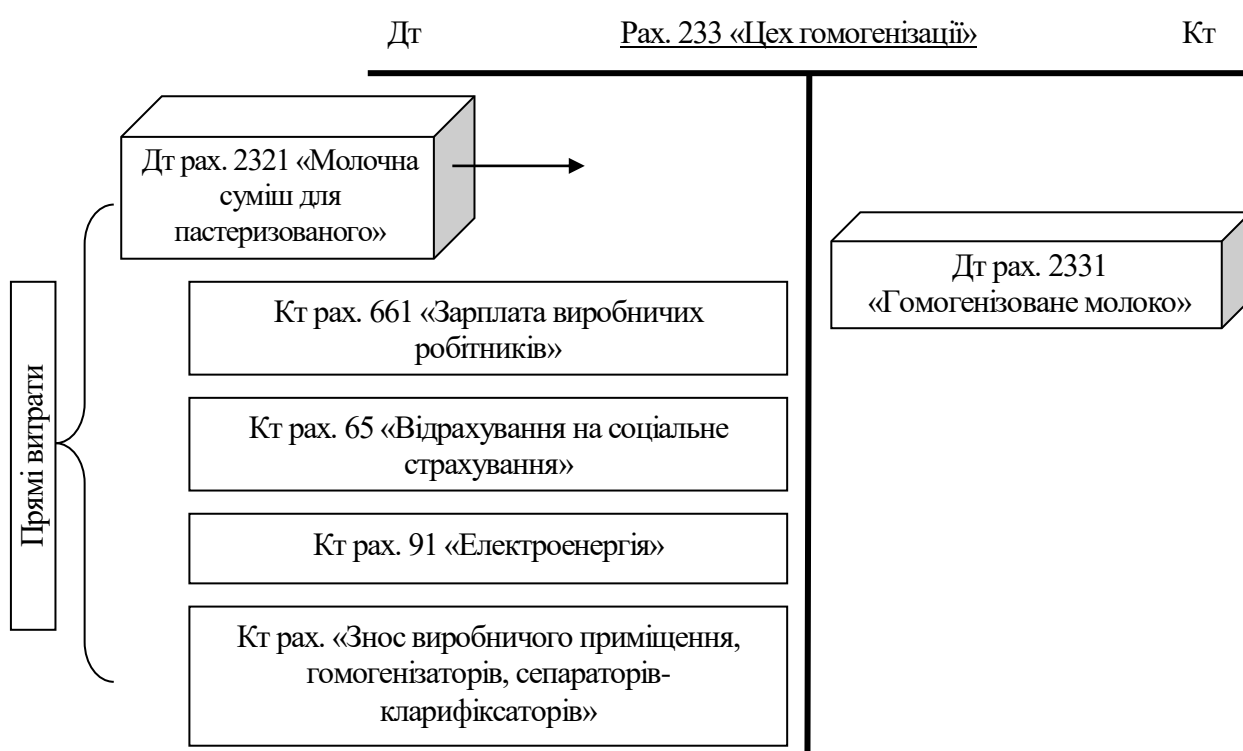 Дт Рах. 233 «Цех гомогенізації» Кт
Дт рах. 2321 «Молочна
суміш для
пастеризованого»
Дт рах. 2331
«Гомогенізоване молоко»
Прямі витрати
Кт рах. 661 «Зарплата виробничих
робітників»
Кт рах. 65 «Відрахування на соціальне
страхування»
Кт рах. 91 «Електроенергія»
Кт рах. «Знос виробничого приміщення,
гомогенізаторів, сепараторів-
кларифіксаторів»